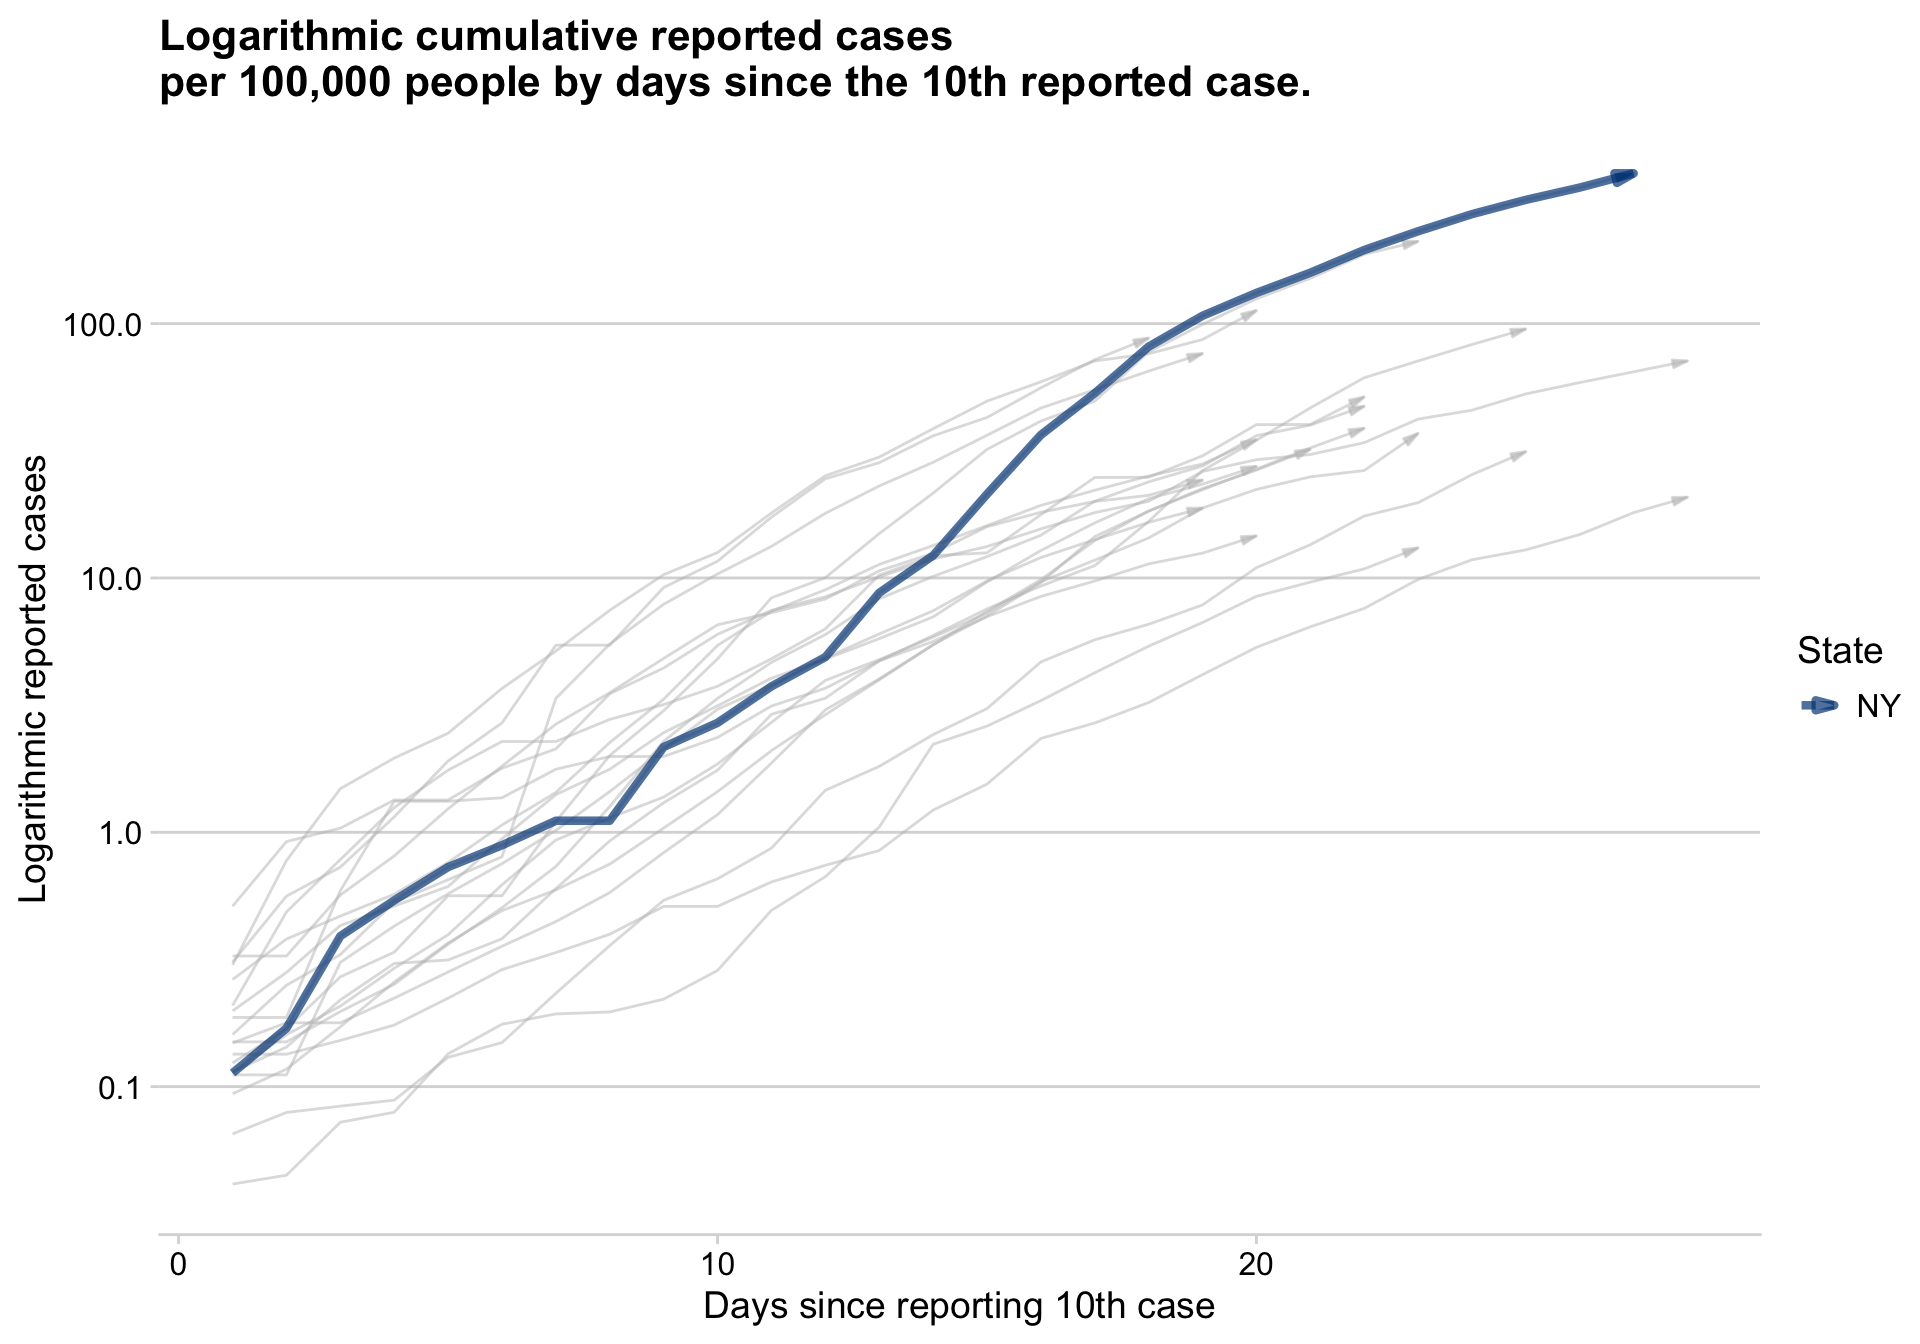 Logarithmic cumulative reported cases
per 100,000 people by days since the 10th reported case.
Logarithmic reported cases
100.0
10.0
1.0
0.1
0
10
20
Days since reporting 10th case
State
NY